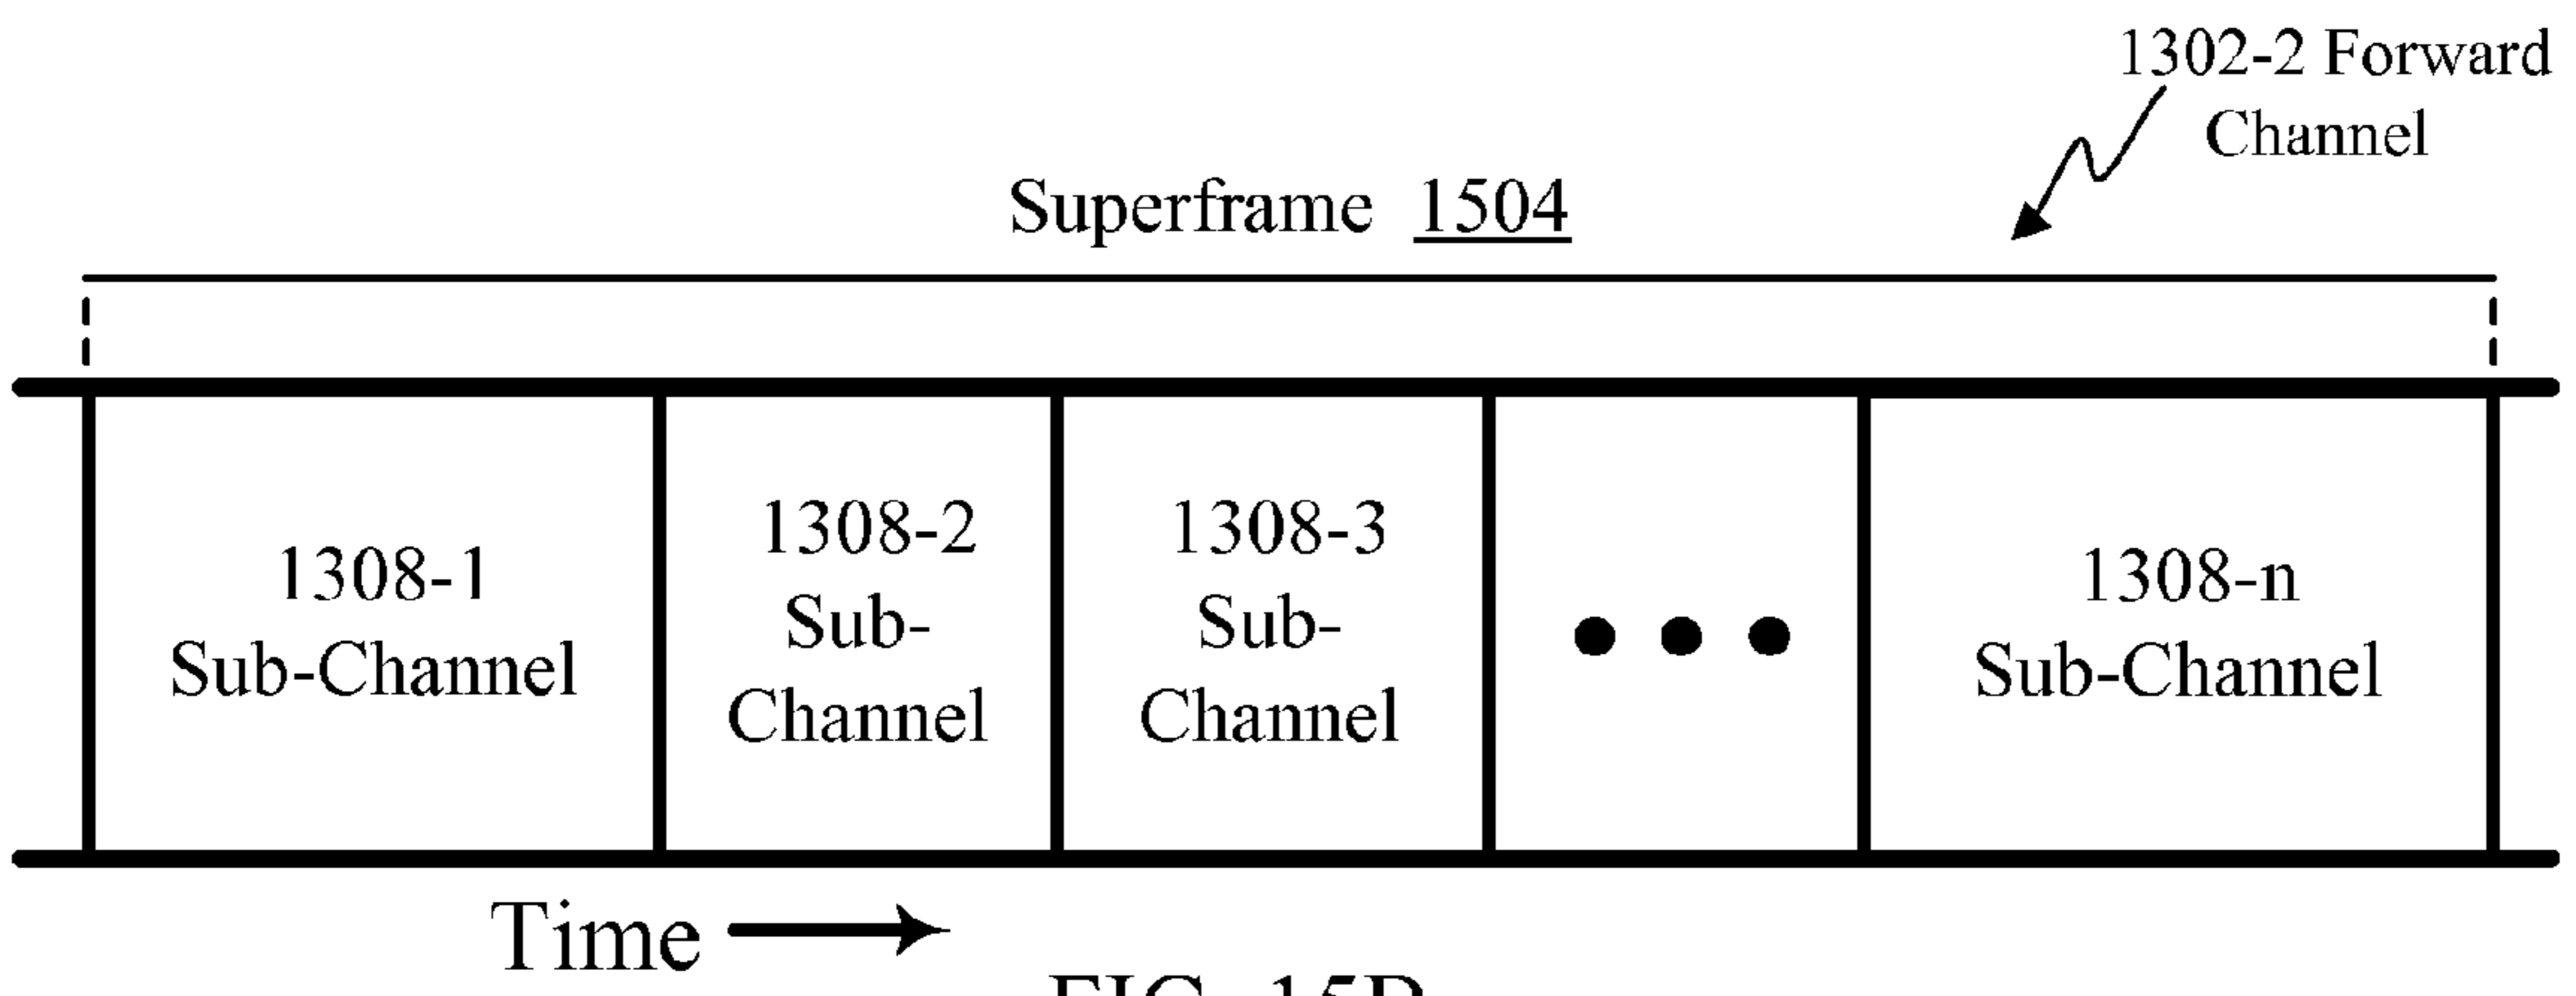 1302-2 Forward
Channel
Superframe 1504
1308-1
Sub-Channel
1308-2
Sub-
Channel
1308-3
Sub-
Channel
1308-n
Sub-Channel
Time